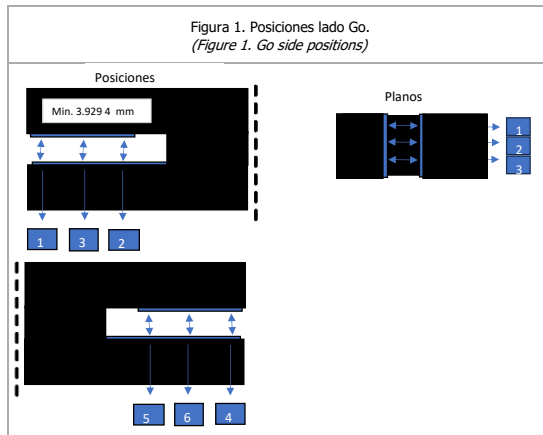 Figura 1. Posiciones lado Go.
(Figure 1. Go side positions)
Posiciones
Min. 3.929 4 mm
1 3 2
Planos
1
2
3
5 6 4